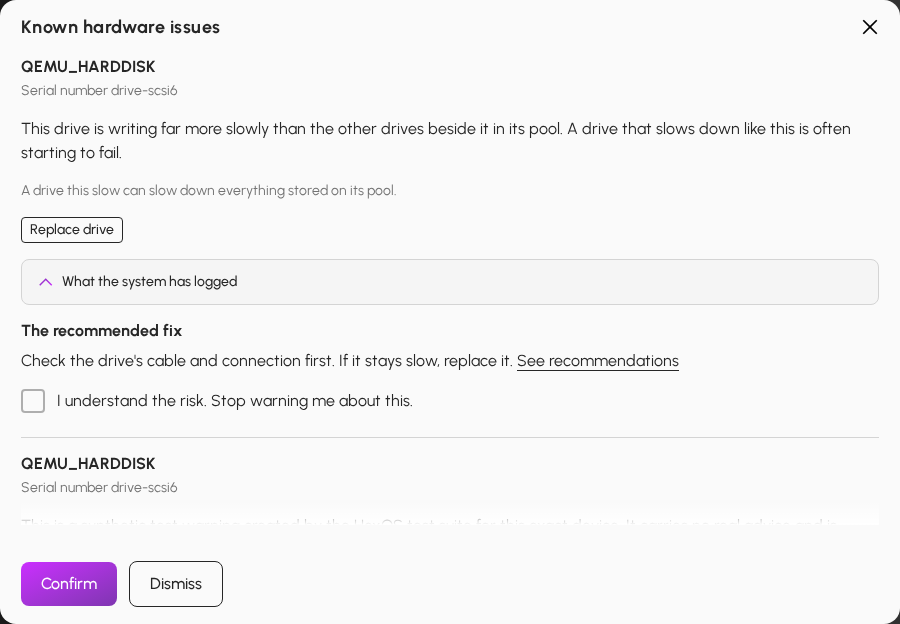 Known hardware issues
QEMU_HARDDISK
Serial number drive-scsi6
This drive is writing far more slowly than the other drives beside it in its pool. A drive that slows down like this is often
starting to fail.
A drive this slow can slow down everything stored on its pool.
Replace drive
What the system has logged
The recommended fix
Check the drive's cable and connection first. If it stays slow, replace it. See recommendations
I understand the risk. Stop warning me about this.
QEMU_HARDDISK
Serial number drive-scsi6
Confirm
Dismiss